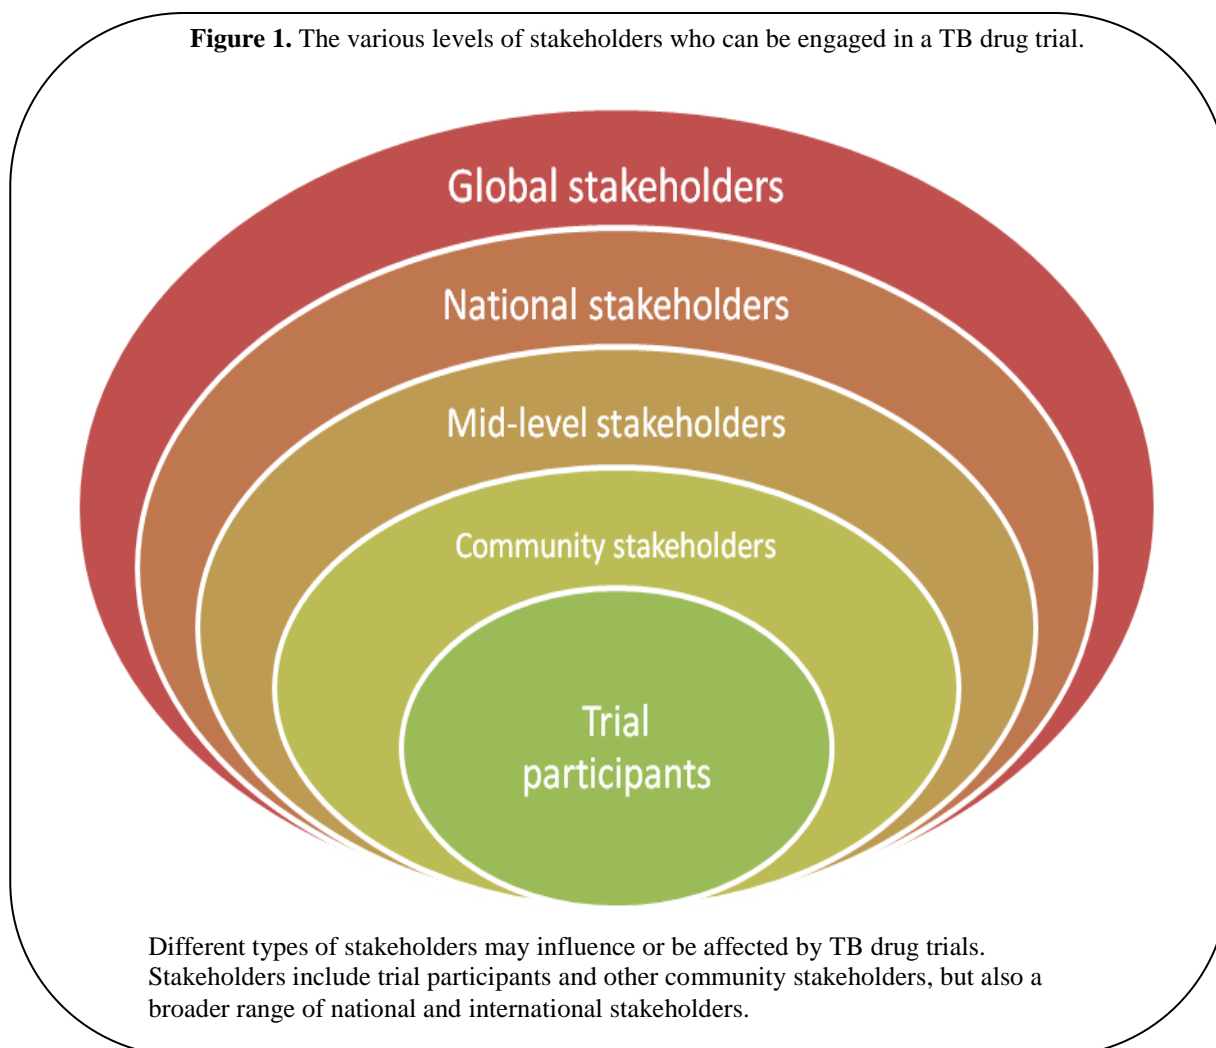 Figure 1. The various levels of stakeholders who can be engaged in a TB drug trial.
Global stakeholders
National stakeholders
Mid-level stakeholders
Community stakeholders
Trial
participants
Different types of stakeholders may influence or be affected by TB drug trials.
Stakeholders include trial participants and other community stakeholders, but also a
broader range of national and international stakeholders.